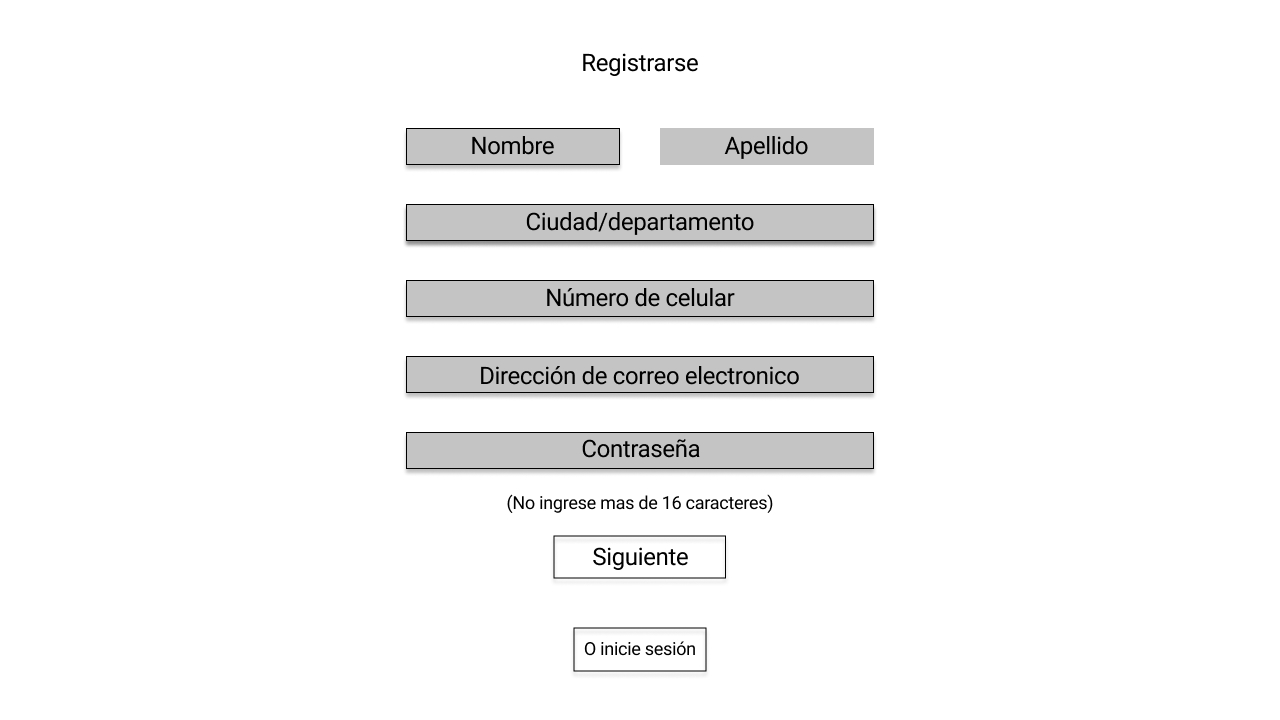 Registrarse
Nombre
Apellido
Ciudad/departamento
Número de celular
Dirección de correo electronico
Contraseña
(No ingrese mas de 16 caracteres)
Siguiente
O inicie sesión